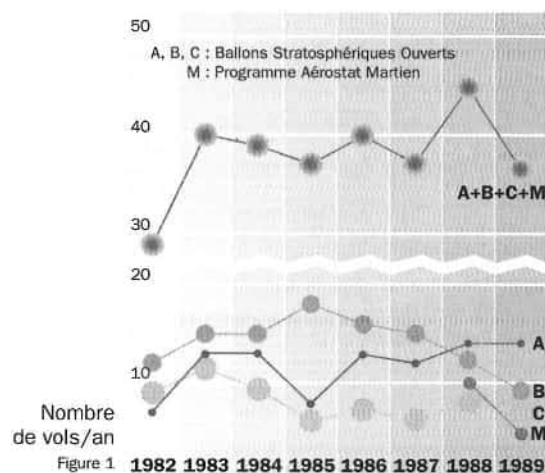 50
A, B, C : Ballons Stratosphériques Ouverts
M : Programme Aérostat Martien
40
A+B+C+M
30
20
A
10
B
C
M
Nombre
de vols/an
Figure 1 1982 1983 1984 1985 1986 1987 1988 1989